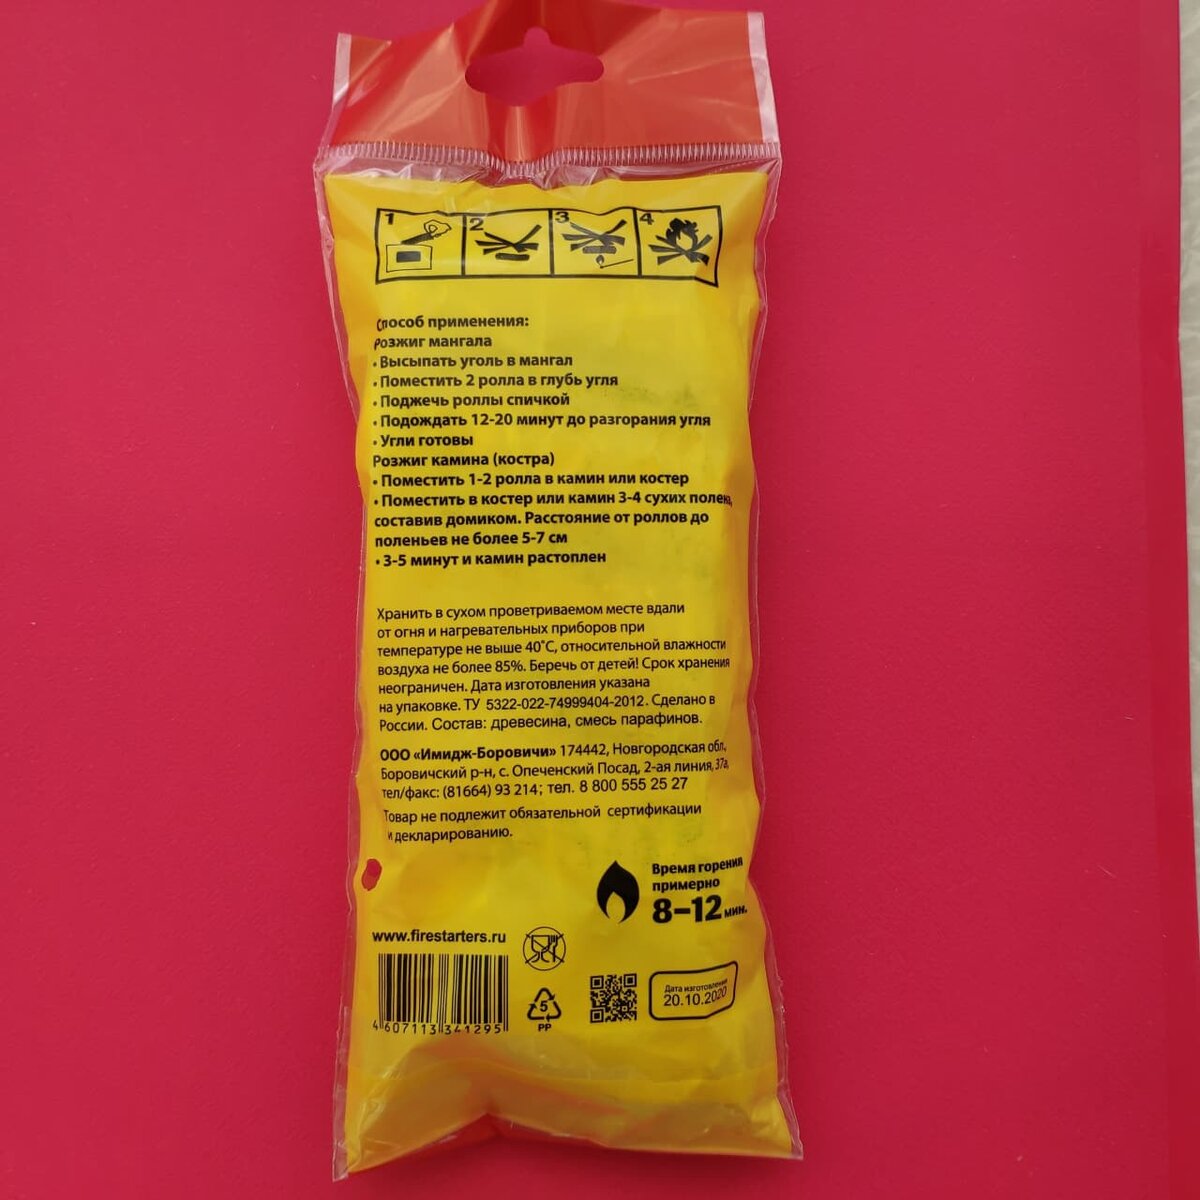 1 2 3 4
Способ применения:
Розжиг мангала
• Высыпать уголь в мангал
• Поместить 2 ролла в глубь угля
• Поджечь роллы спичкой
• Подождать 12-20 минут до разгорания угля
• Угли готовы
Розжиг камина (костра)
• Поместить 1-2 ролла в камин или костер
• Поместить в костер или камин 3-4 сухих полена,
составив домиком. Расстояние от роллов до
поленьев не более 5-7 см
• 3-5 минут и камин растоплен
Хранить в сухом проветриваемом месте вдали
от огня и нагревательных приборов при
температуре не выше 40°С, относительной влажности
воздуха не более 85%. Беречь от детей! Срок хранения
неограничен. Дата изготовления указана
на упаковке. ТУ 5322-022-74999404-2012. Сделано в
России. Состав: древесина, смесь парафинов.
ООО «Имидж-Боровичи» 174442, Новгородская обл.,
Боровичский р-н, с. Опеченский Посад, 2-ая линия, 37а,
тел/факс: (81664) 93 214; тел. 8 800 555 25 27
Товар не подлежит обязательной сертификации
и декларированию.
Время горения
примерно
8–12 мин.
www.firestarters.ru
4 607113 341295
5
PP
Дата изготовления
20.10.2020